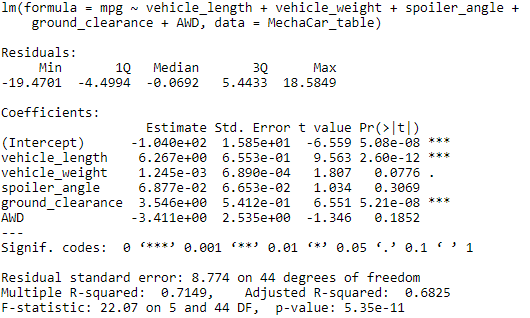 lm(formula = mpg ~ vehicle_length + vehicle_weight + spoiler_angle +
    ground_clearance + AWD, data = MechaCar_table)

Residuals:
     Min       1Q   Median       3Q      Max
-19.4701  -4.4994  -0.0692   5.4433  18.5849

Coefficients:
                   Estimate Std. Error t value Pr(>|t|)
(Intercept)      -1.040e+02  1.585e+01  -6.559 5.08e-08 ***
vehicle_length    6.267e+00  6.553e-01   9.563 2.60e-12 ***
vehicle_weight    1.245e-03  6.890e-04   1.807   0.0776 .
spoiler_angle     6.877e-02  6.653e-02   1.034   0.3069
ground_clearance  3.546e+00  5.412e-01   6.551 5.21e-08 ***
AWD              -3.411e+00  2.535e+00  -1.346   0.1852
---
Signif. codes:  0 ‘***’ 0.001 ‘**’ 0.01 ‘*’ 0.05 ‘.’ 0.1 ‘ ’ 1

Residual standard error: 8.774 on 44 degrees of freedom
Multiple R-squared:  0.7149,	Adjusted R-squared:  0.6825
F-statistic: 22.07 on 5 and 44 DF,  p-value: 5.35e-11